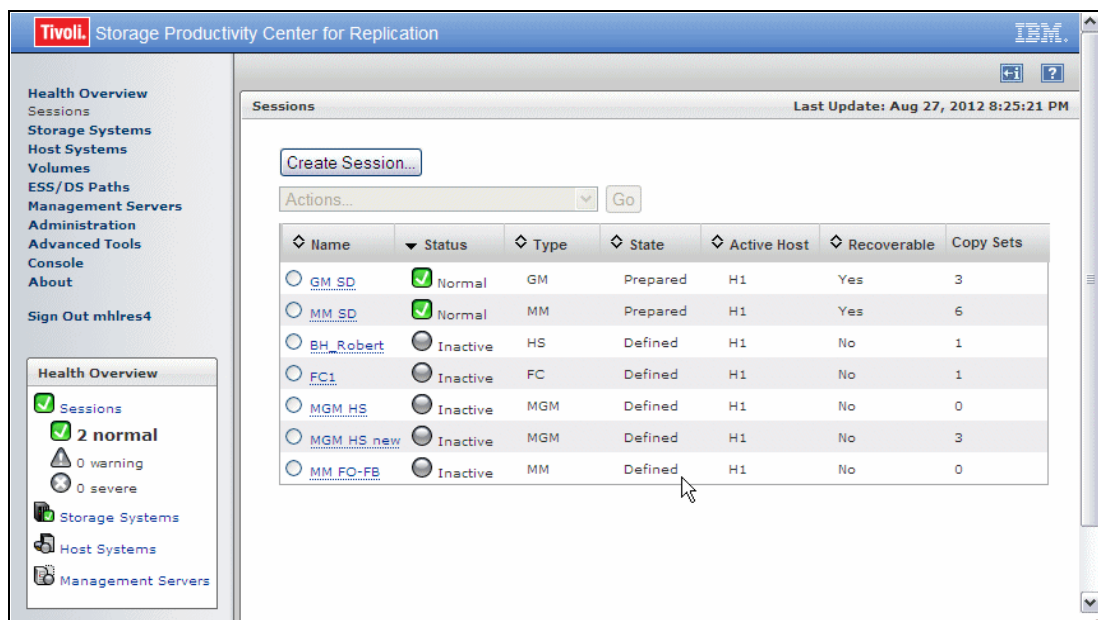 Tivoli. Storage Productivity Center for Replication IBM.
Health Overview
Sessions
Storage Systems
Host Systems
Volumes
ESS/DS Paths
Management Servers
Administration
Advanced Tools
Console
About
Sign Out mhlres4
Health Overview
Sessions
2 normal
0 warning
0 severe
Storage Systems
Host Systems
Management Servers
Sessions Last Update: Aug 27, 2012 8:25:21 PM
Create Session...
Actions... Go
Name Status Type State Active Host Recoverable Copy Sets
GM SD Normal GM Prepared H1 Yes 3
MM SD Normal MM Prepared H1 Yes 6
BH_Robert Inactive HS Defined H1 No 1
FC1 Inactive FC Defined H1 No 1
MGM HS Inactive MGM Defined H1 No 0
MGM HS new Inactive MGM Defined H1 No 3
MM FO-FB Inactive MM Defined H1 No 0